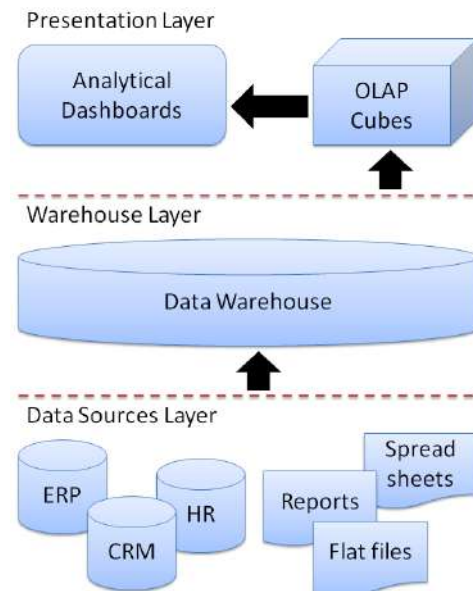 Presentation Layer
Analytical
Dashboards
OLAP
Cubes
Warehouse Layer
Data Warehouse
Data Sources Layer
ERP
CRM
HR
Reports
Spread
sheets
Flat files